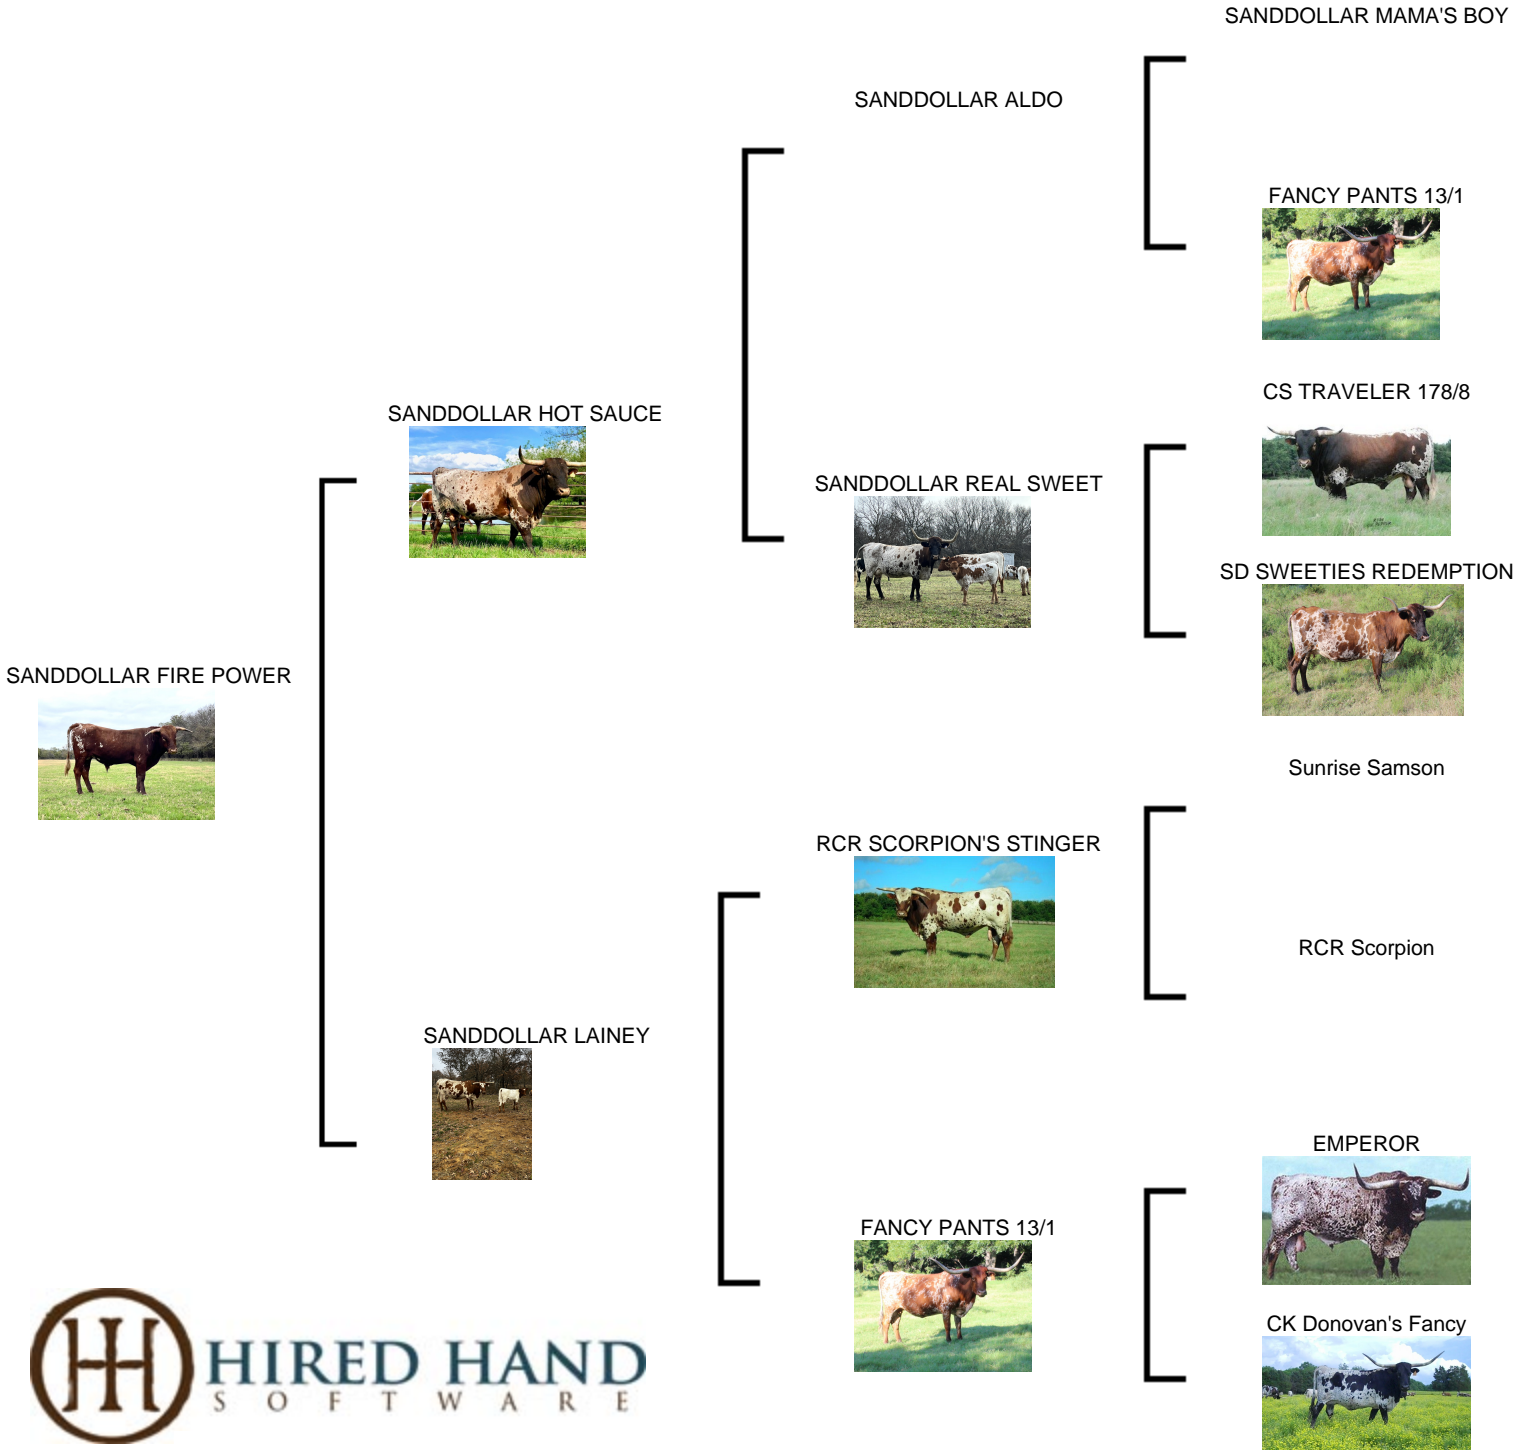 SANDDOLLAR MAMA'S BOY
SANDDOLLAR ALDO
FANCY PANTS 13/1
CS TRAVELER 178/8
SANDDOLLAR HOT SAUCE
SANDDOLLAR REAL SWEET
SD SWEETIES REDEMPTION
SANDDOLLAR FIRE POWER
Sunrise Samson
RCR SCORPION'S STINGER
RCR Scorpion
SANDDOLLAR LAINEY
EMPEROR
FANCY PANTS 13/1
CK Donovan's Fancy
HIRED HAND
SOFTWARE